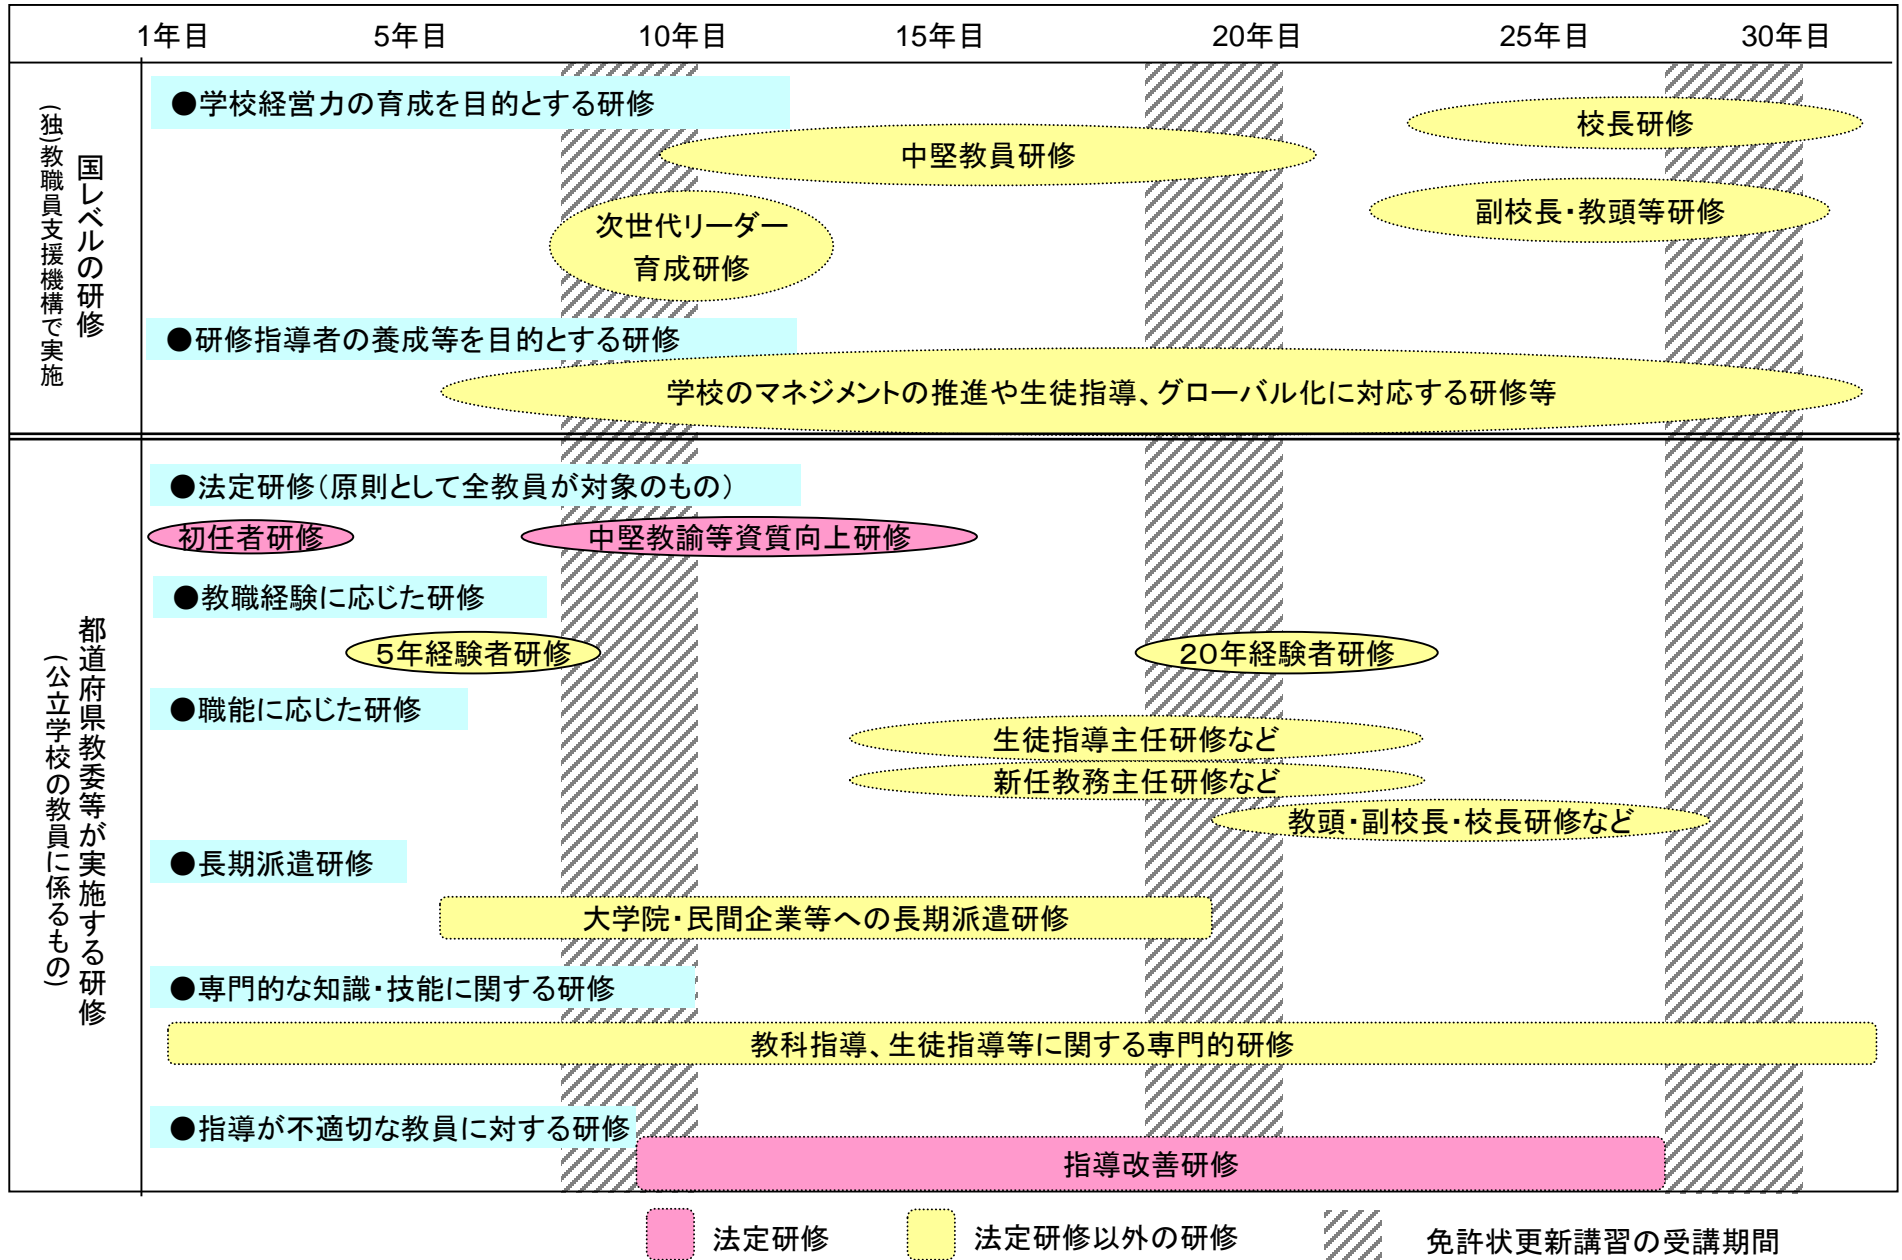 1年目 5年目 10年目 15年目 20年目 25年目 30年目
国レベルの研修
(独)教職員支援機構で実施
●学校経営力の育成を目的とする研修
校長研修
中堅教員研修
副校長・教頭等研修
次世代リーダー
育成研修
●研修指導者の養成等を目的とする研修
学校のマネジメントの推進や生徒指導、グローバル化に対応する研修等
都道府県教委等が実施する研修
(公立学校の教員に係るもの)
●法定研修(原則として全教員が対象のもの)
初任者研修 中堅教諭等資質向上研修
●教職経験に応じた研修
5年経験者研修 20年経験者研修
●職能に応じた研修
生徒指導主任研修など
新任教務主任研修など
教頭・副校長・校長研修など
●長期派遣研修
大学院・民間企業等への長期派遣研修
●専門的な知識・技能に関する研修
教科指導、生徒指導等に関する専門的研修
●指導が不適切な教員に対する研修
指導改善研修
法定研修 法定研修以外の研修 免許状更新講習の受講期間